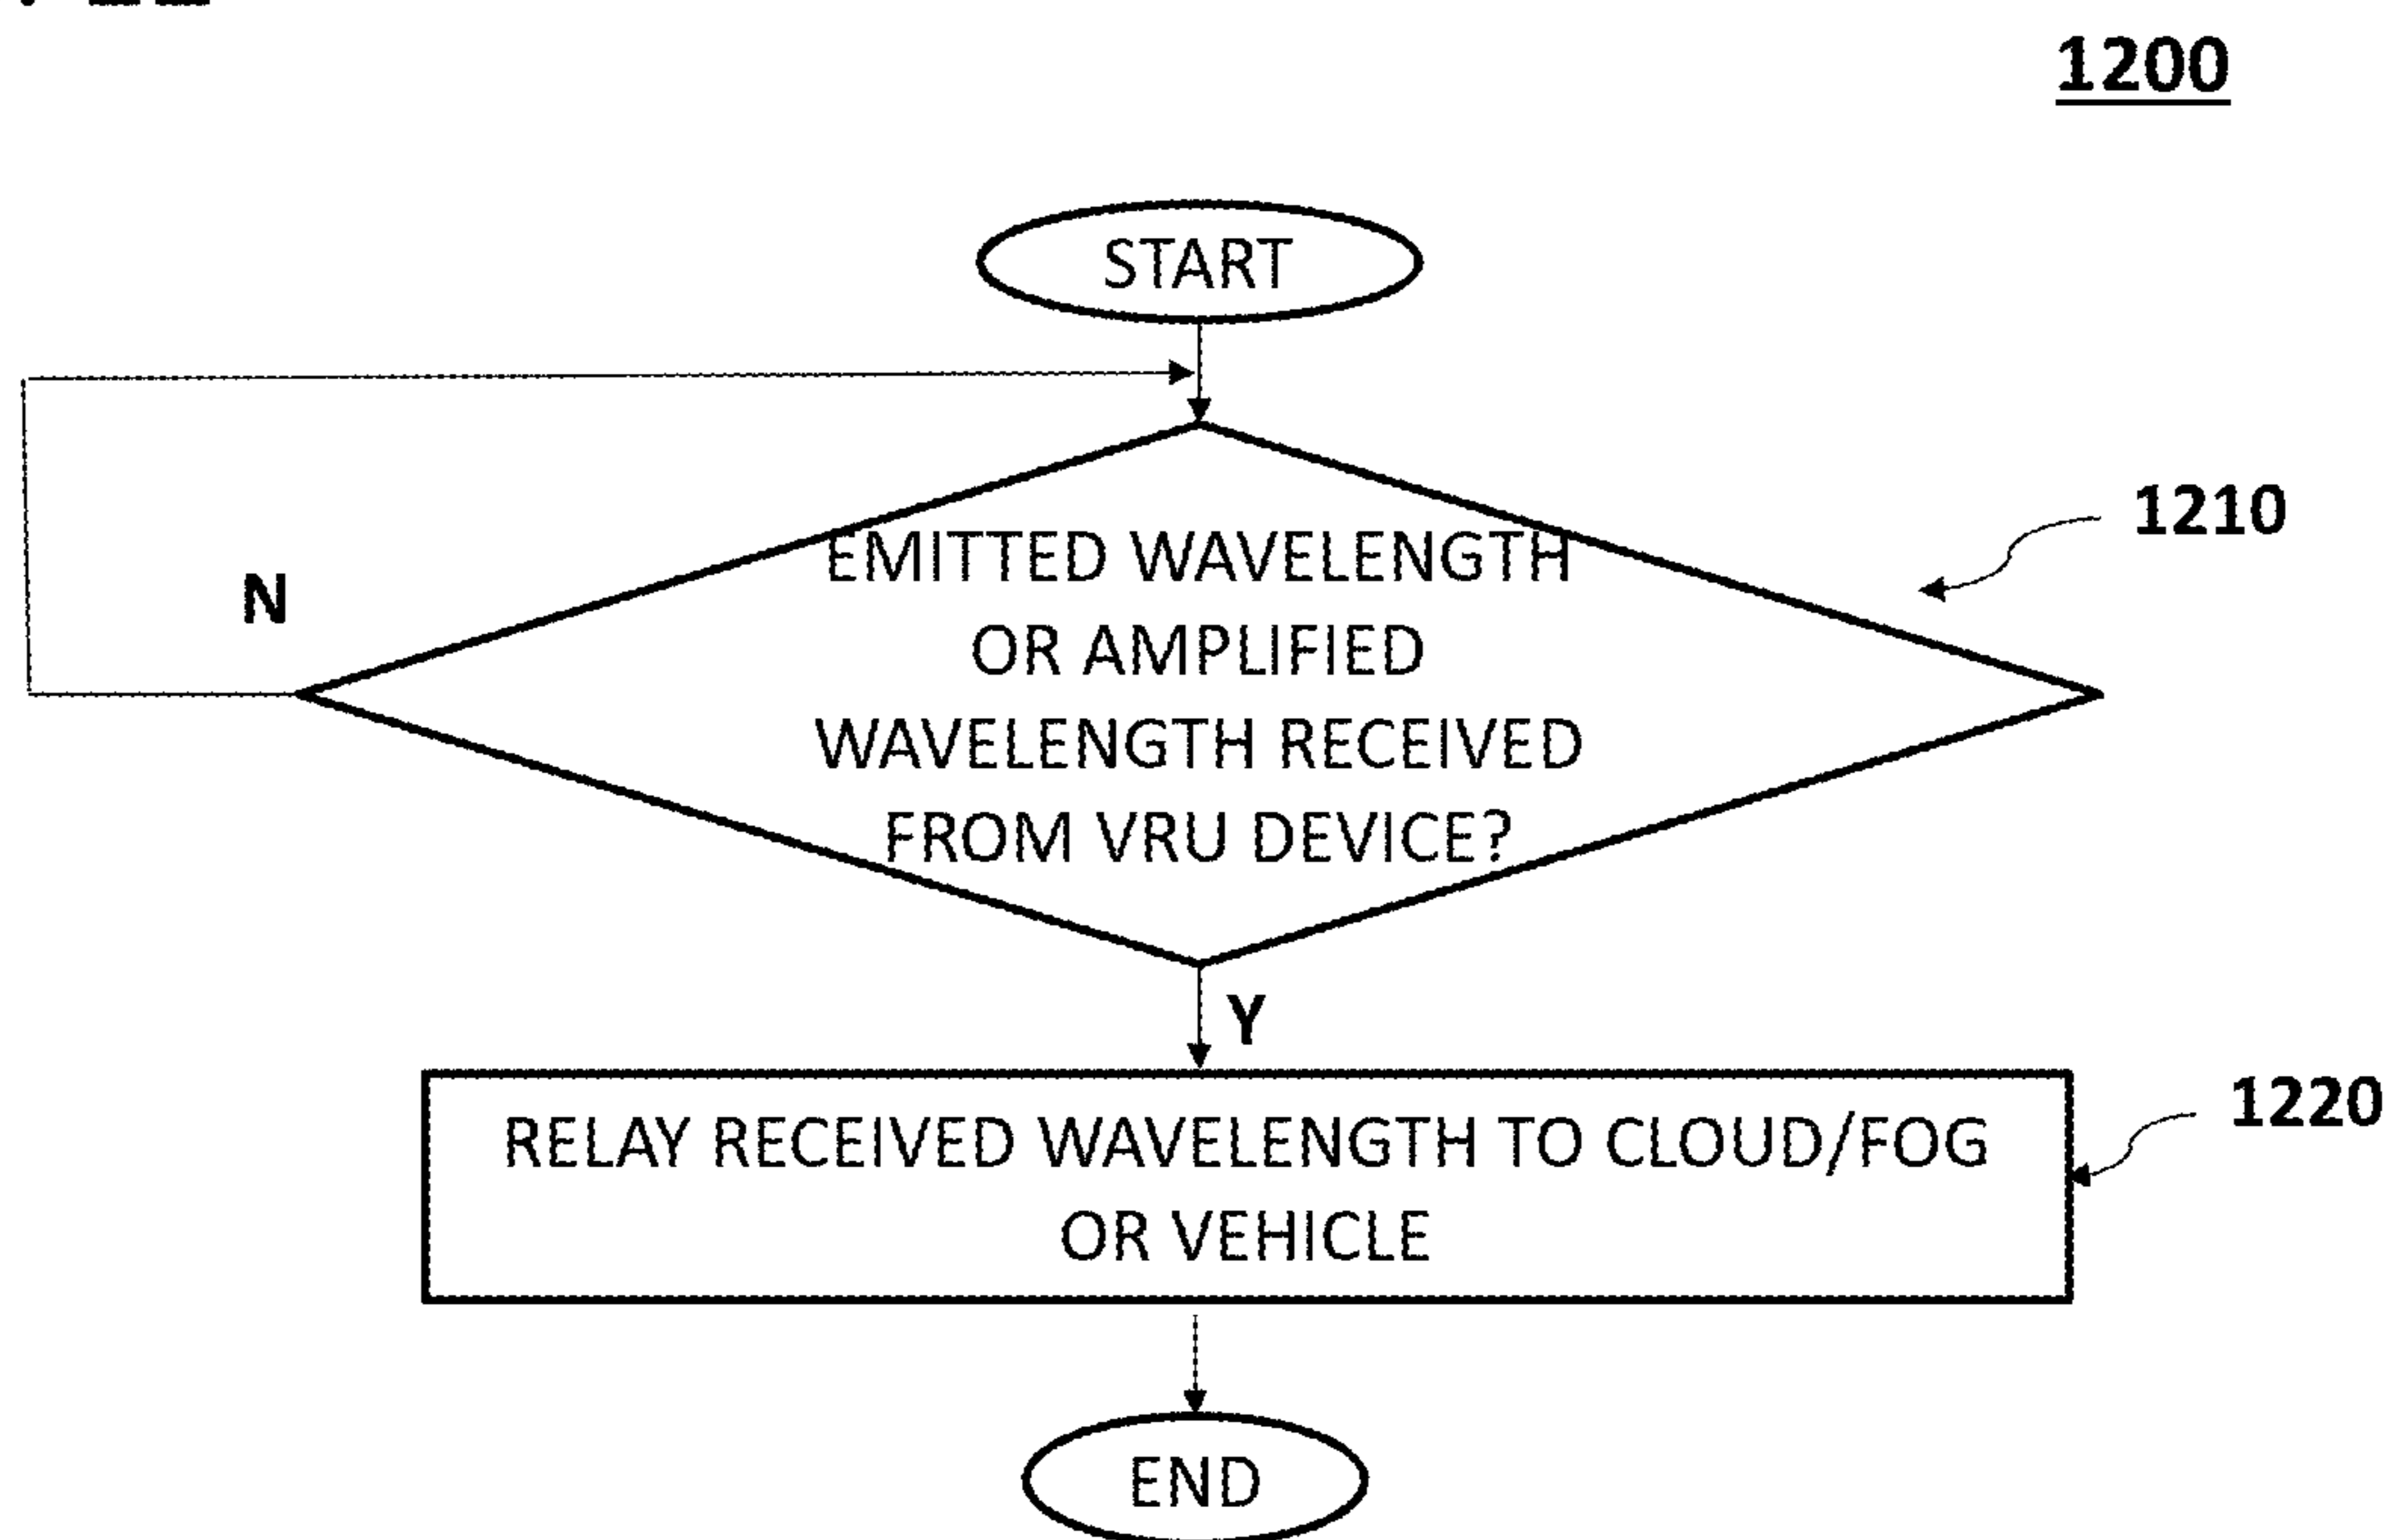 1200
START
EMITTED WAVELENGTH
OR AMPLIFIED
WAVELENGTH RECEIVED
FROM VRU DEVICE?
1210
N
Y
RELAY RECEIVED WAVELENGTH TO CLOUD/FOG
OR VEHICLE
1220
END